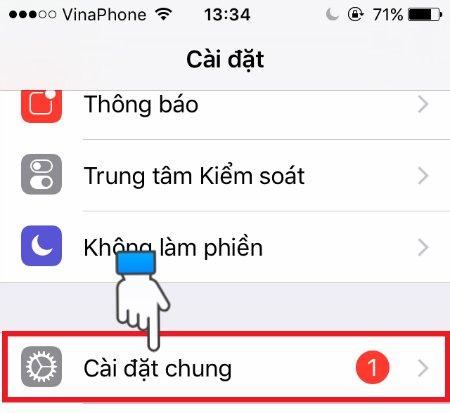 VinaPhone 13:34 71%
Cài đặt
Thông báo
Trung tâm Kiểm soát
Không làm phiền
Cài đặt chung 1